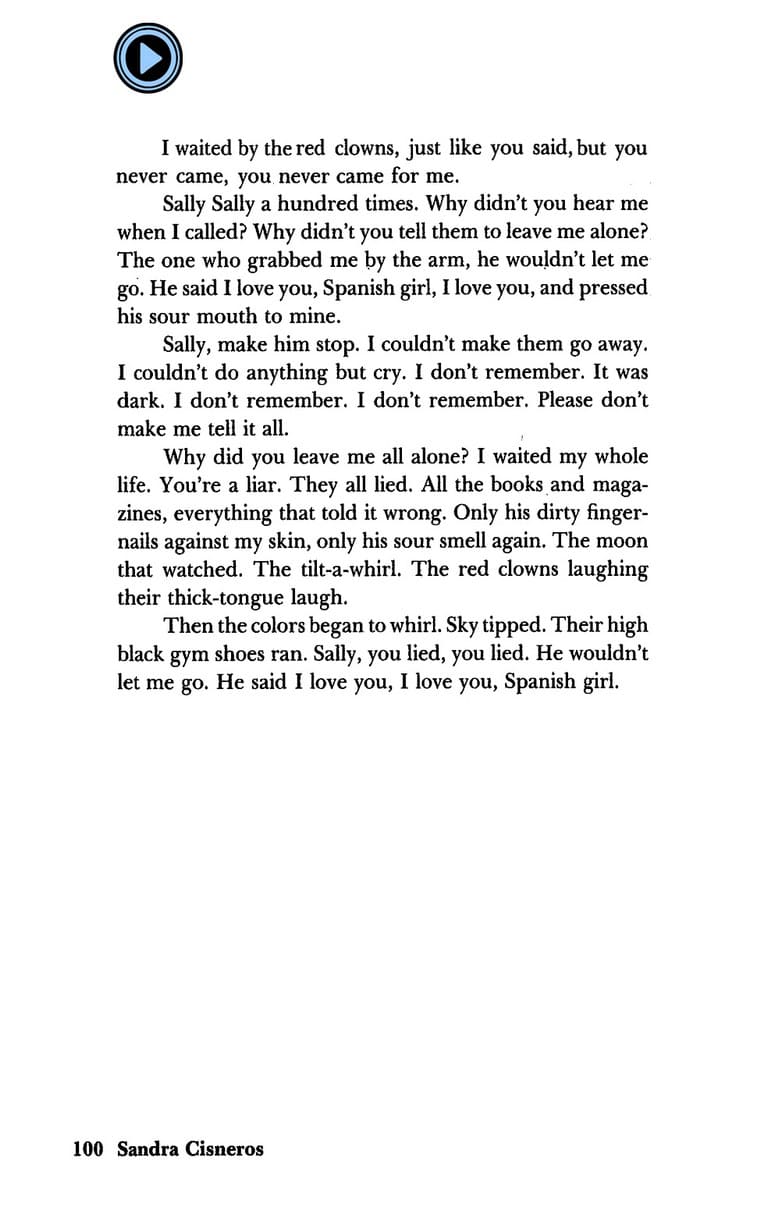 I waited by the red clowns, just like you said, but you
never came, you never came for me.
Sally Sally a hundred times. Why didn’t you hear me
when I called? Why didn’t you tell them to leave me alone?
The one who grabbed me by the arm, he wouldn’t let me
go. He said I love you, Spanish girl, I love you, and pressed
his sour mouth to mine.
Sally, make him stop. I couldn’t make them go away.
I couldn’t do anything but cry. I don’t remember. It was
dark. I don’t remember. I don’t remember. Please don’t
make me tell it all.
Why did you leave me all alone? I waited my whole
life. You’re a liar. They all lied. All the books and maga-
zines, everything that told it wrong. Only his dirty finger-
nails against my skin, only his sour smell again. The moon
that watched. The tilt-a-whirl. The red clowns laughing
their thick-tongue laugh.
Then the colors began to whirl. Sky tipped. Their high
black gym shoes ran. Sally, you lied, you lied. He wouldn’t
let me go. He said I love you, I love you, Spanish girl.
100 Sandra Cisneros